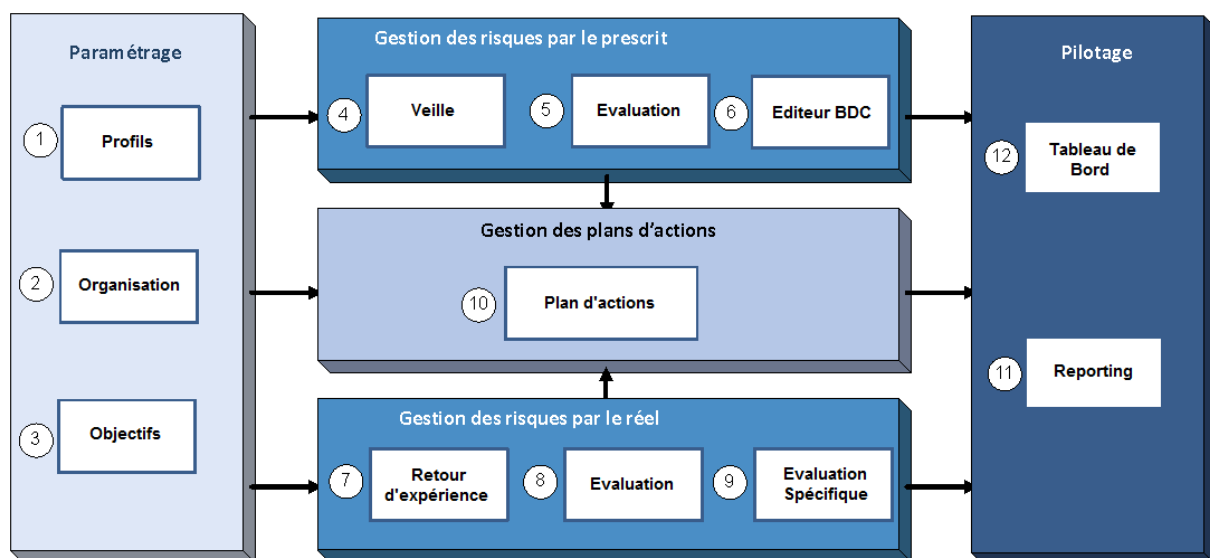 Paramétrage
1
Profils
2
Organisation
3
Objectifs
Gestion des risques par le prescrit
4
Veille
5
Evaluation
6
Editeur BDC
Gestion des plans d'actions
10
Plan d'actions
Gestion des risques par le réel
7
Retour
d'expérience
8
Evaluation
9
Evaluation
Spécifique
Pilotage
12
Tableau de
Bord
11
Reporting